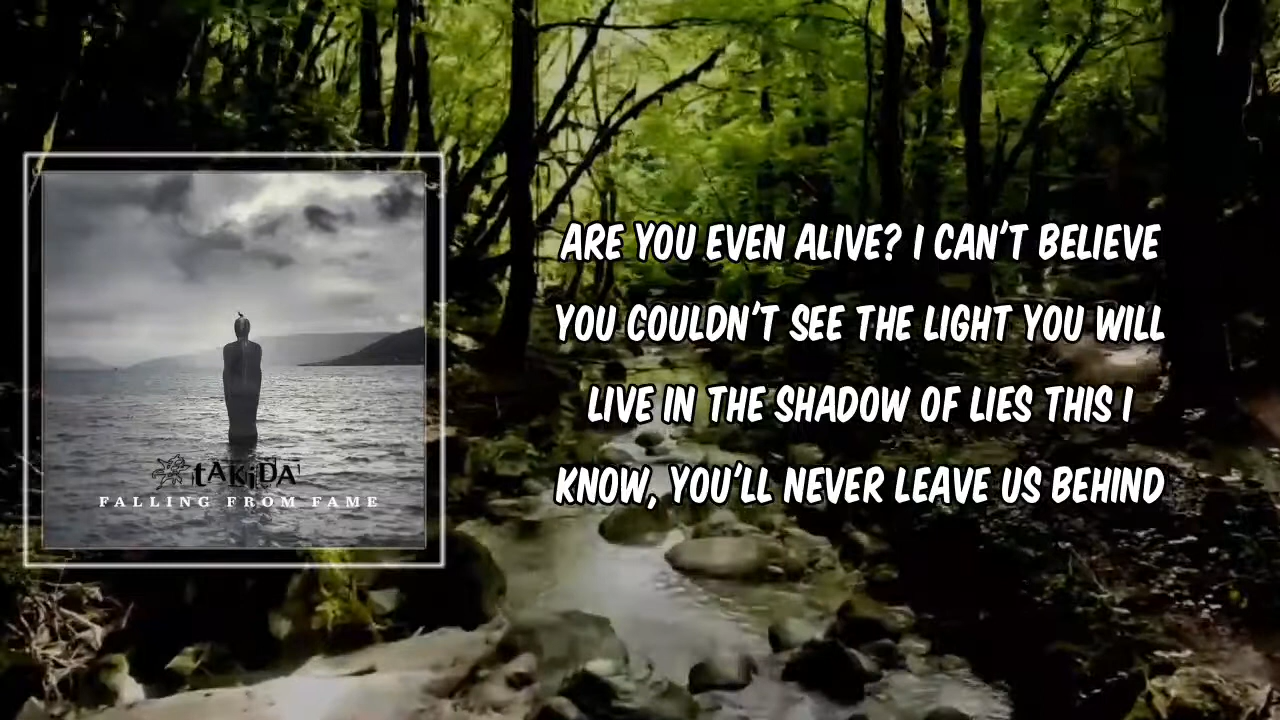 tAKiDA
FALLING FROM FAME
ARE YOU EVEN ALIVE? I CAN'T BELIEVE
YOU COULDN'T SEE THE LIGHT YOU WILL
LIVE IN THE SHADOW OF LIES THIS I
KNOW, YOU'LL NEVER LEAVE US BEHIND